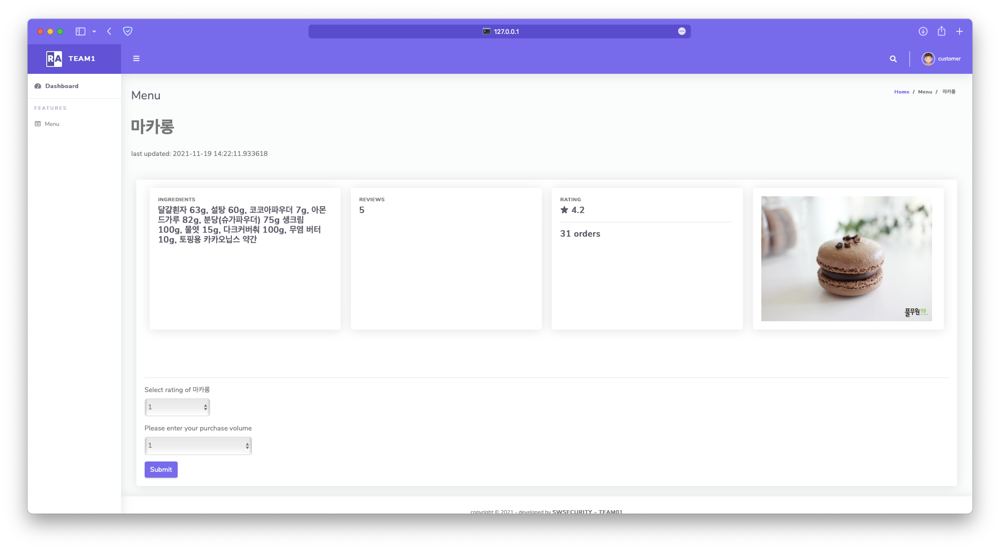 127.0.0.1
RA TEAM1
customer
Dashboard
FEATURES
Menu
Menu
Home / Menu / 마카롱
마카롱
last updated: 2021-11-19 14:22:11.933618
INGREDIENTS
달걀흰자 63g, 설탕 60g, 코코아파우더 7g, 아몬
드가루 82g, 분당(슈가파우더) 75g 생크림
100g, 물엿 15g, 다크커버춰 100g, 무염 버터
10g, 토핑용 카카오닙스 약간
REVIEWS
5
RATING
★ 4.2
31 orders
풀무원샘물
Select rating of 마카롱
1
Please enter your purchase volume
1
Submit
copyright © 2021 - developed by SWSECURITY - TEAM01